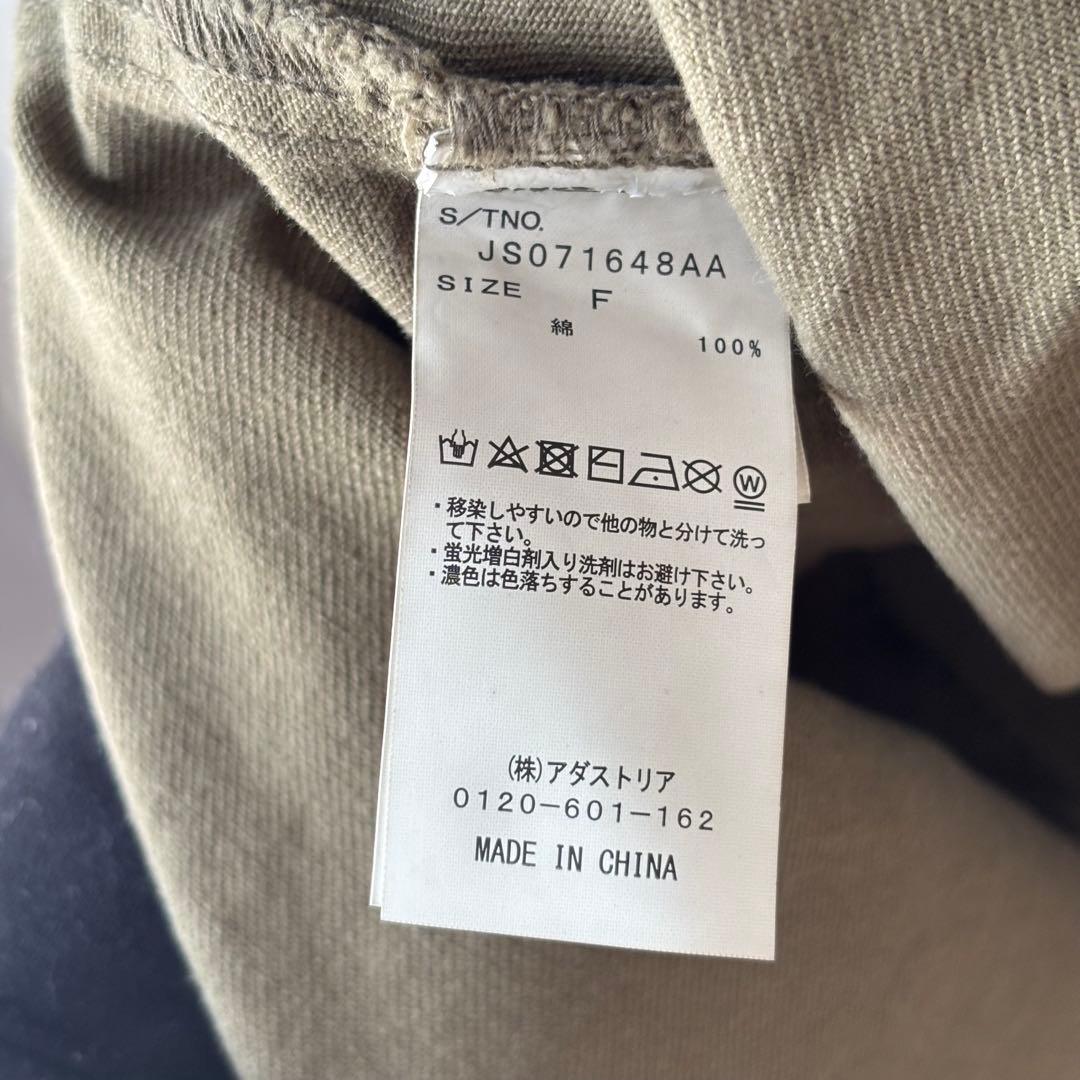 S/TNO.
JS071648AA
SIZE F
綿 100%
W
・移染しやすいので他の物と分けて洗っ
て下さい。
・蛍光増白剤入り洗剤はお避け下さい。
・濃色は色落ちすることがあります。
(株)アダストリア
0120-601-162
MADE IN CHINA